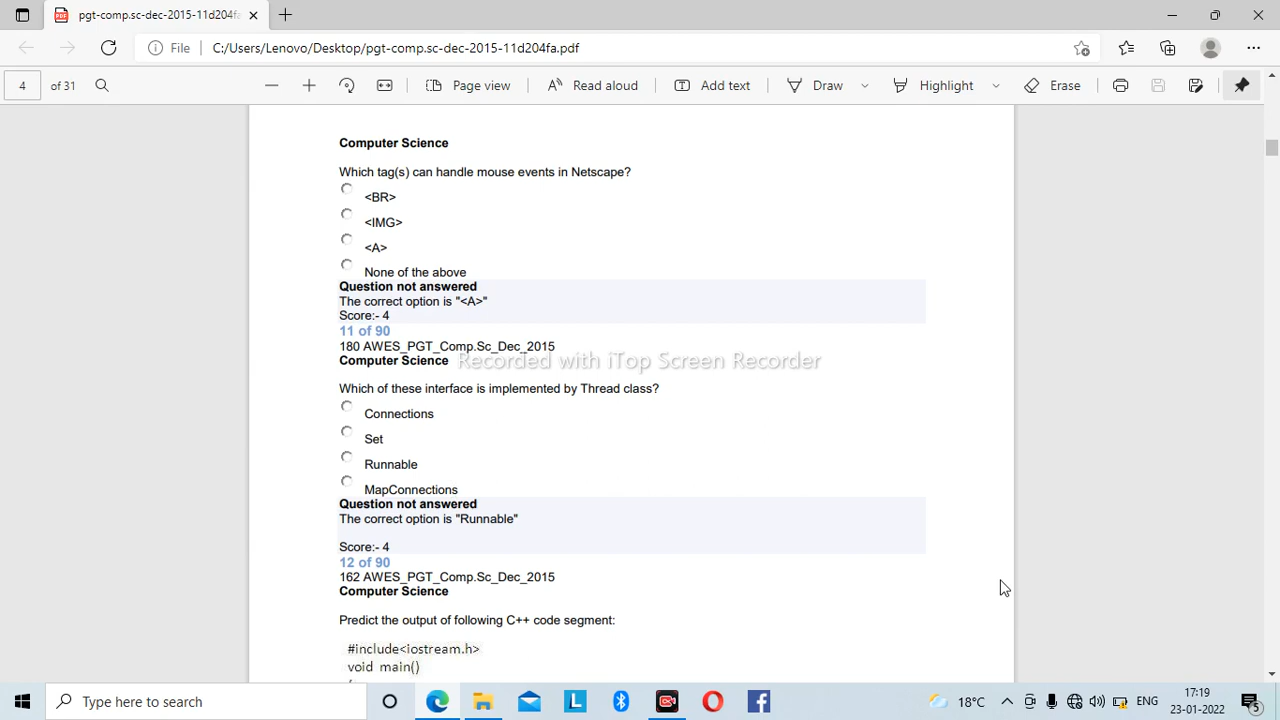 pgt-comp.sc-dec-2015-11d204fa
File C:/Users/Lenovo/Desktop/pgt-comp.sc-dec-2015-11d204fa.pdf
4 of 31 Page view Read aloud Add text Draw Highlight Erase
Computer Science
Which tag(s) can handle mouse events in Netscape?
<BR>
<IMG>
<A>
None of the above
Question not answered
The correct option is "<A>"
Score:- 4
11 of 90
180 AWES_PGT_Comp.Sc_Dec_2015
Computer Science
Recorded with iTop Screen Recorder
Which of these interface is implemented by Thread class?
Connections
Set
Runnable
MapConnections
Question not answered
The correct option is "Runnable"
Score:- 4
12 of 90
162 AWES_PGT_Comp.Sc_Dec_2015
Computer Science
Predict the output of following C++ code segment:
#include<iostream.h>
void main()
Type here to search
18°C ENG 17:19
23-01-2022